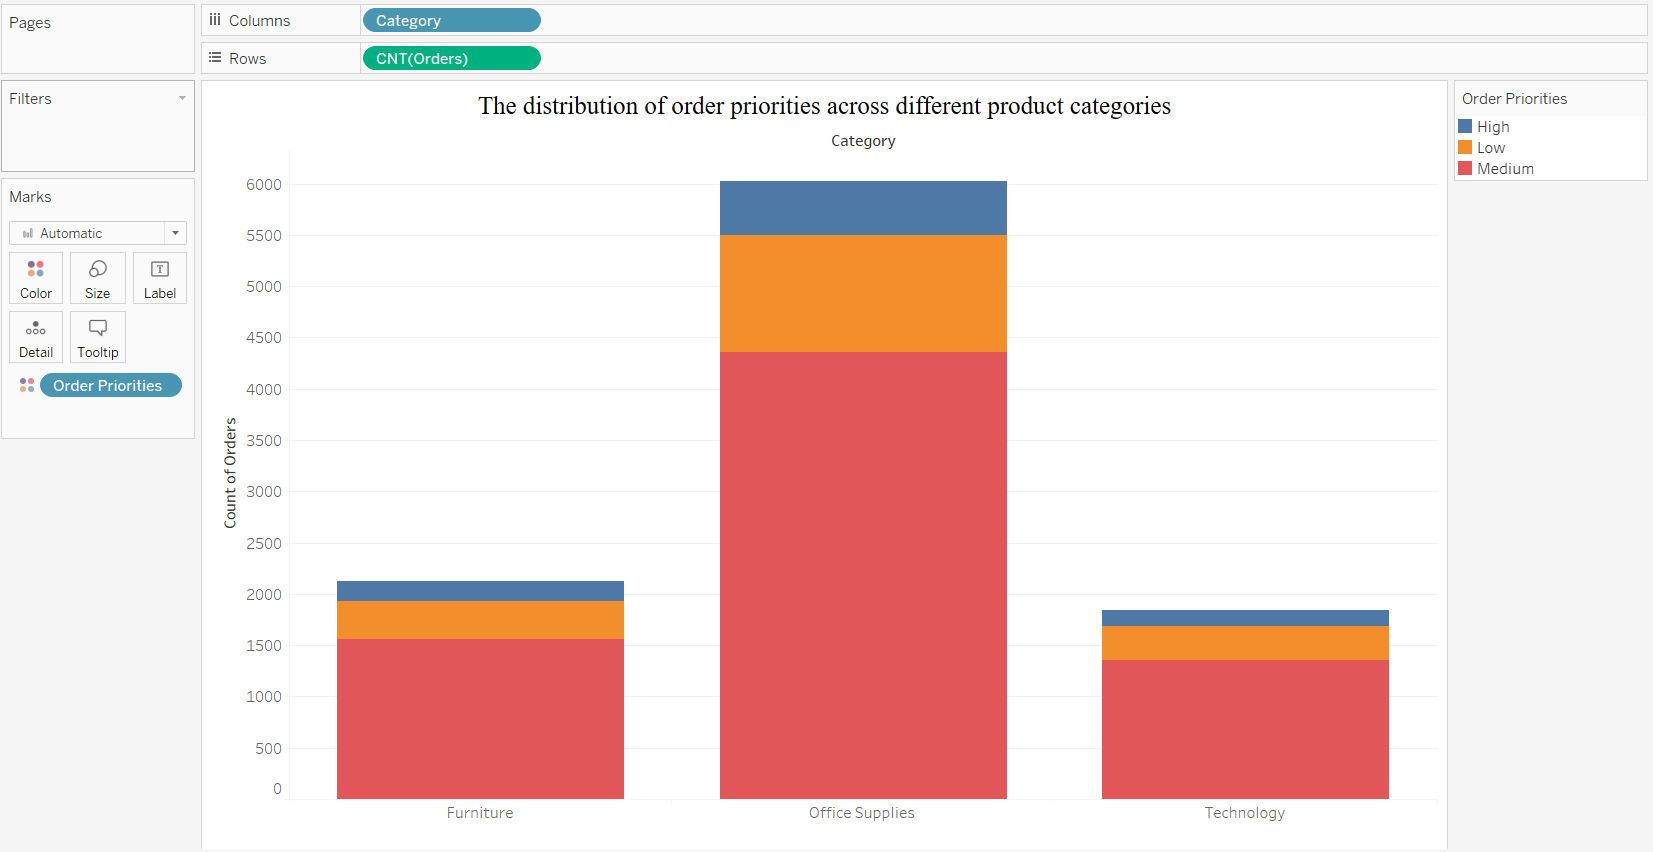 Pages
Columns
Category
Rows
CNT(Orders)
Filters
Marks
Automatic
Color
Size
Label
Detail
Tooltip
Order Priorities
The distribution of order priorities across different product categories
Category
Count of Orders
6000
5500
5000
4500
4000
3500
3000
2500
2000
1500
1000
500
0
Furniture
Office Supplies
Technology
Order Priorities
High
Low
Medium